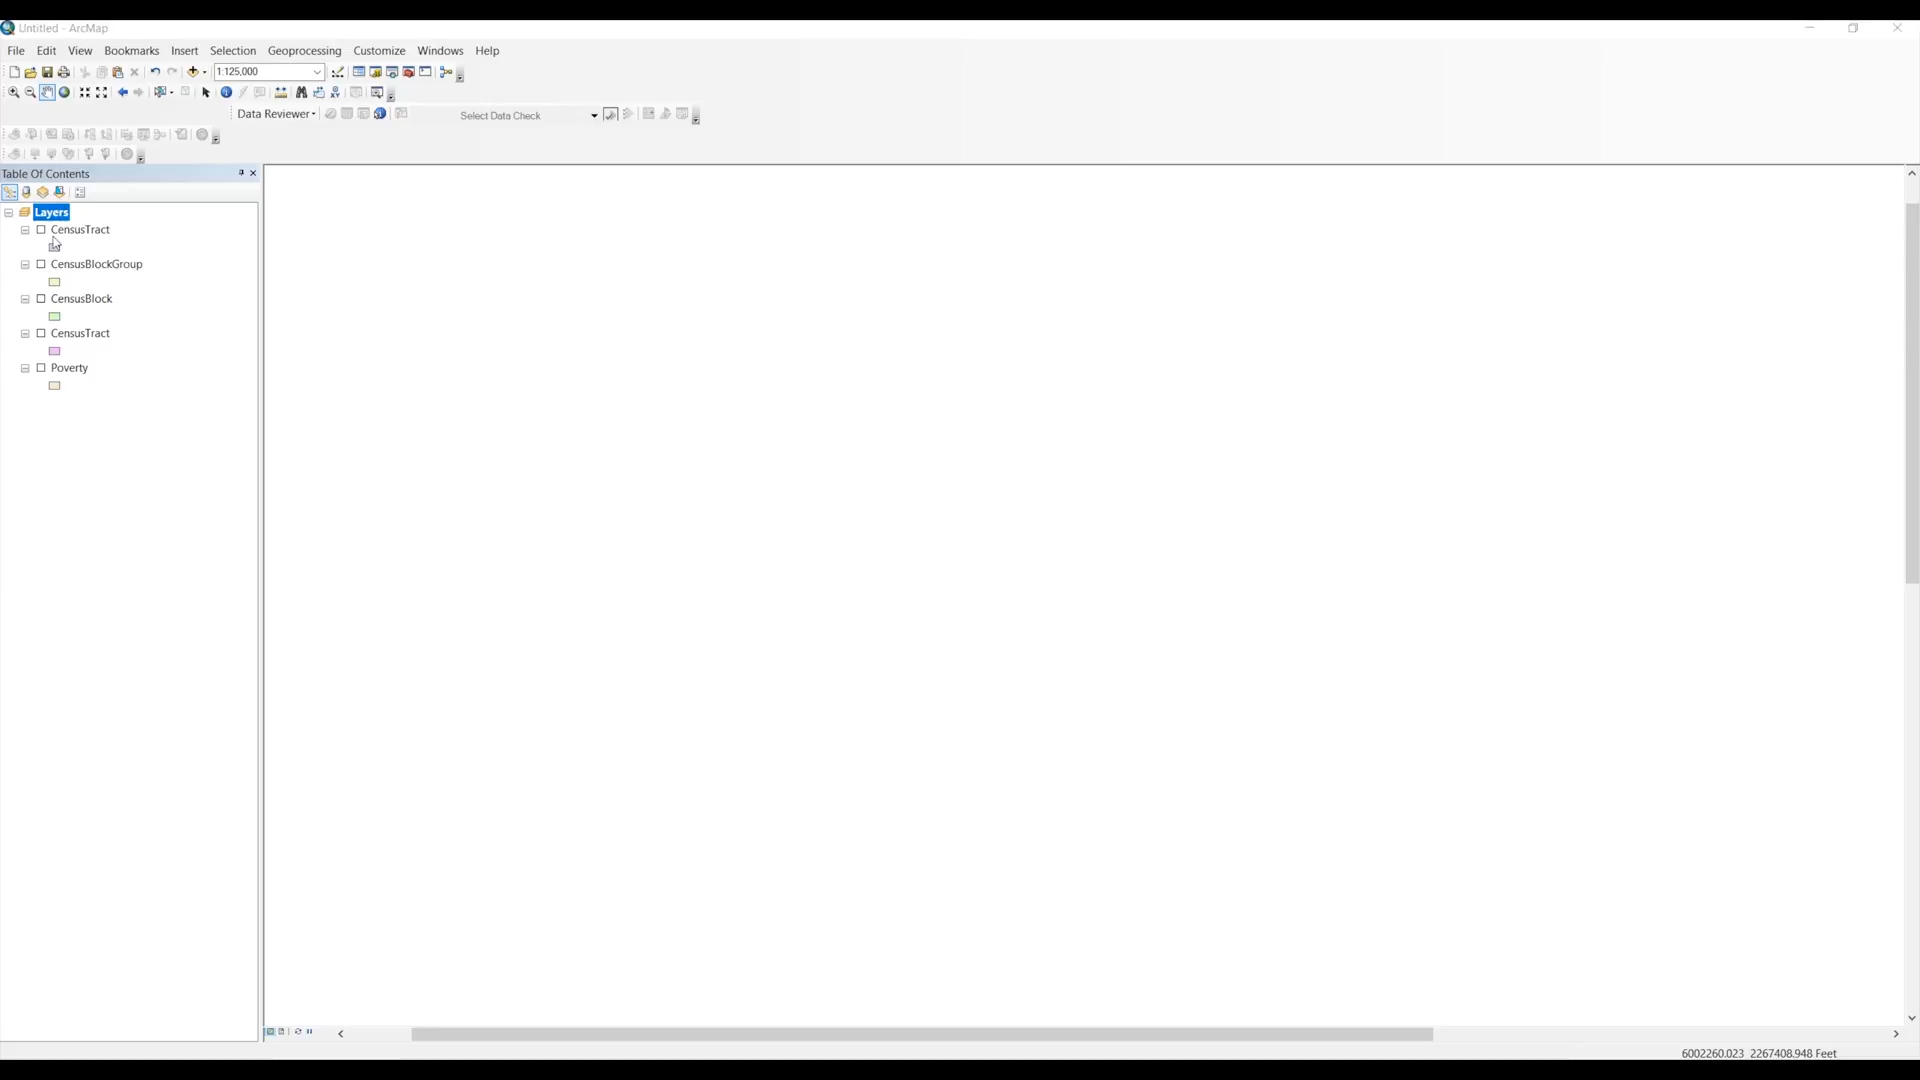 Untitled - ArcMap
File Edit View Bookmarks Insert Selection Geoprocessing Customize Windows Help
1:125,000
Data Reviewer Select Data Check
Table Of Contents
Layers
CensusTract
CensusBlockGroup
CensusBlock
CensusTract
Poverty
6002260.023 2267408.948 Feet